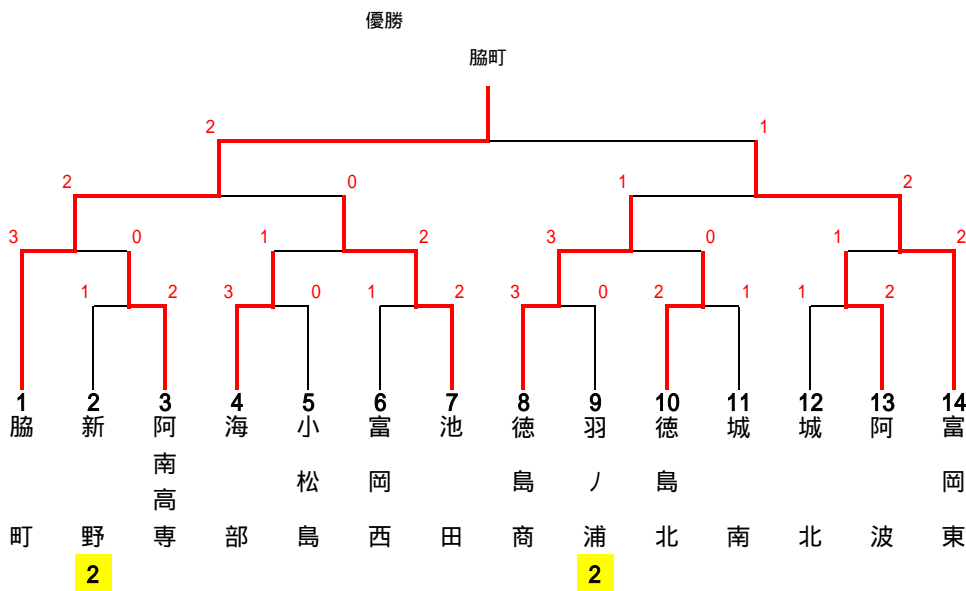 優勝
脇町
2 1
2 0 1 2
3 0 1 2 3 0 1 2
1 2 3 0 1 2 3 0 2 1 1 2
1 2 3 4 5 6 7 8 9 10 11 12 13 14
脇町
新野
阿南高専
海部
小松島
富岡西
池田
徳島商
羽ノ浦
徳島北
城南
城北
阿波
富岡東
2 2